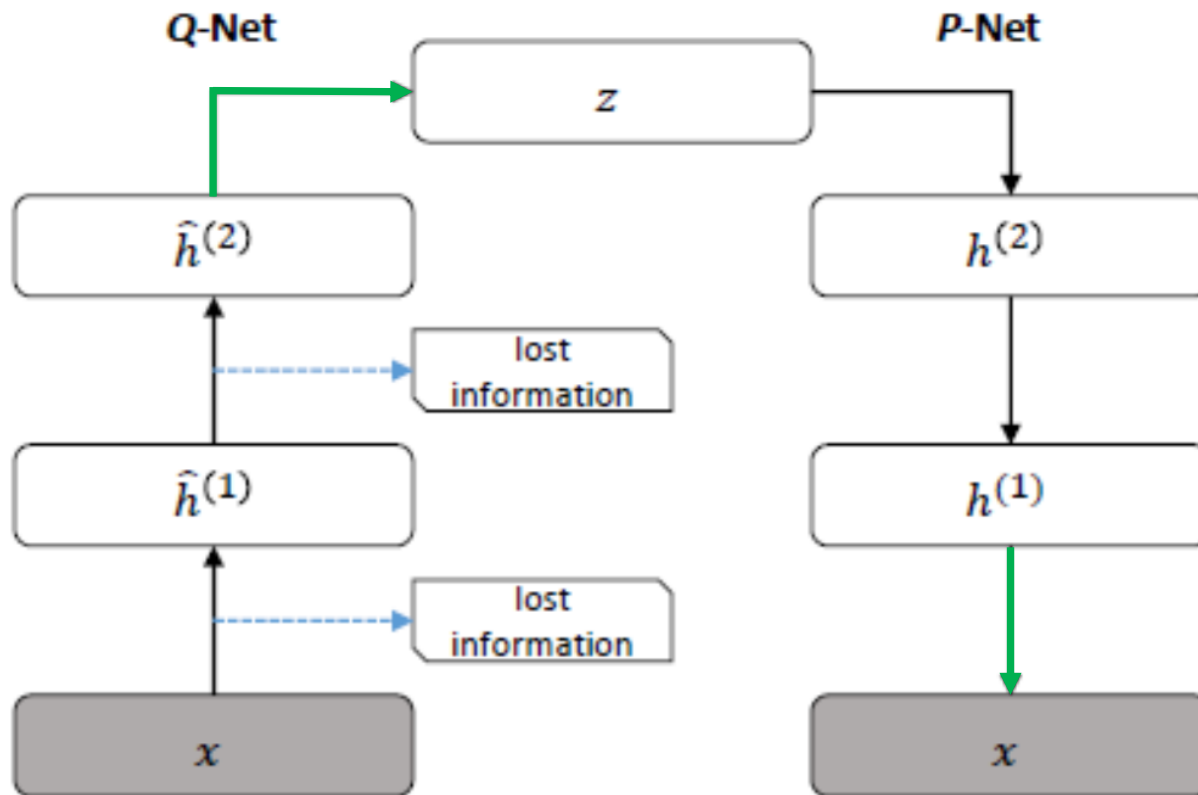 Q-Net
P-Net
z
ĥ(2)
h(2)
lost
information
ĥ(1)
h(1)
lost
information
x
x